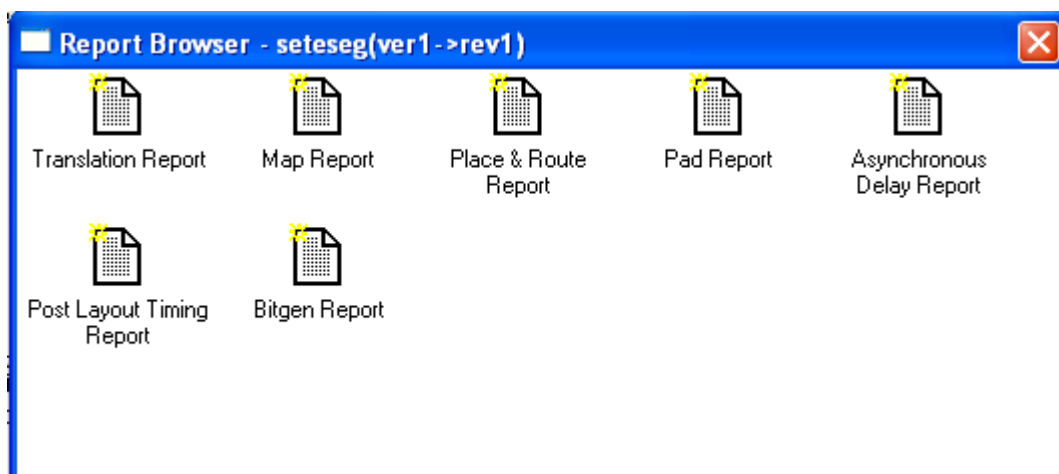 Report Browser - seteseg(ver1->rev1)
Translation Report
Map Report
Place & Route
Report
Pad Report
Asynchronous
Delay Report
Post Layout Timing
Report
Bitgen Report